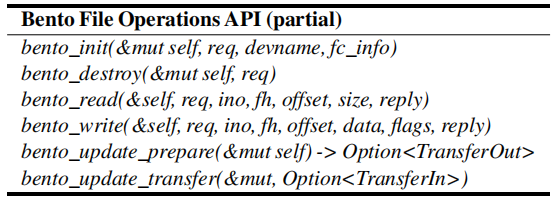 Bento File Operations API (partial)
bento_init(&mut self, req, devname, fc_info)
bento_destroy(&mut self, req)
bento_read(&self, req, ino, fh, offset, size, reply)
bento_write(&self, req, ino, fh, offset, data, flags, reply)
bento_update_prepare(&mut self) -> Option<TransferOut>
bento_update_transfer(&mut, Option<TransferIn>)